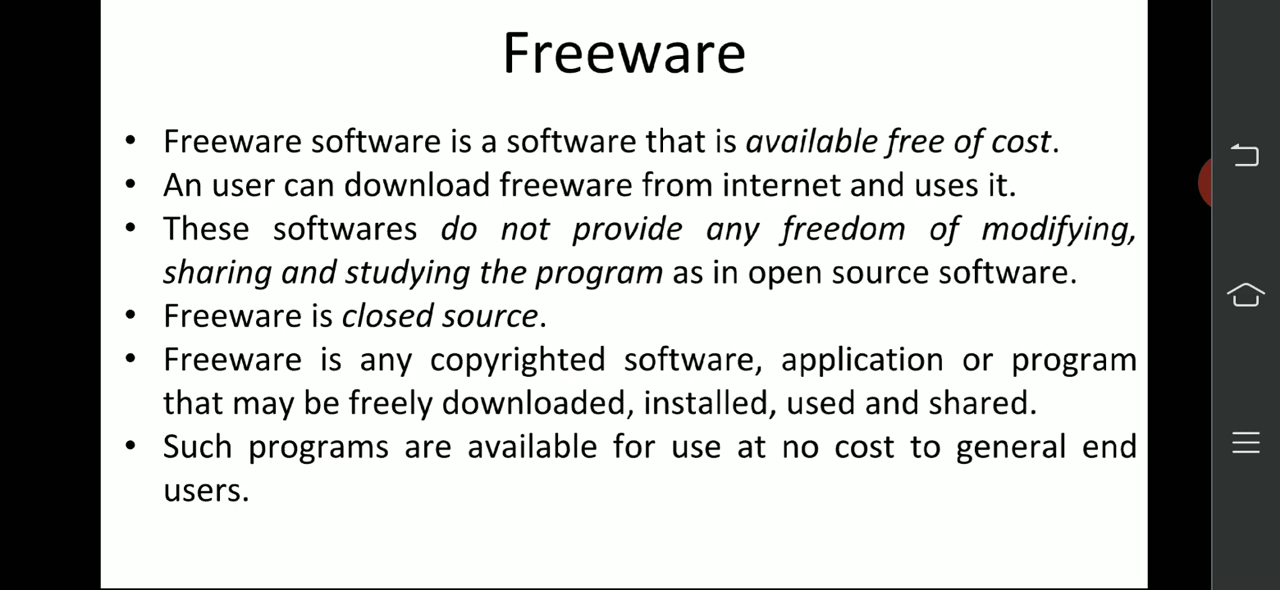 Freeware
• Freeware software is a software that is available free of cost.
• An user can download freeware from internet and uses it.
• These softwares do not provide any freedom of modifying,
sharing and studying the program as in open source software.
• Freeware is closed source.
• Freeware is any copyrighted software, application or program
that may be freely downloaded, installed, used and shared.
• Such programs are available for use at no cost to general end
users.